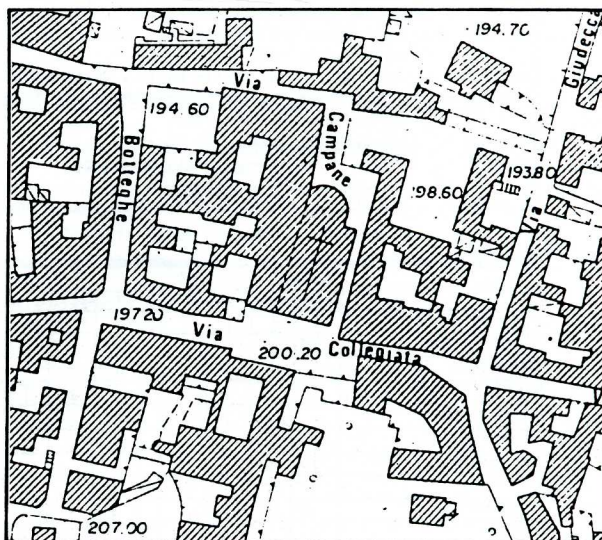 194.70
Giudecca
Via
194.60
Campane
Botteghe
193.80
198.60
Via
197.20
Via
Collegiata
200.20
207.00